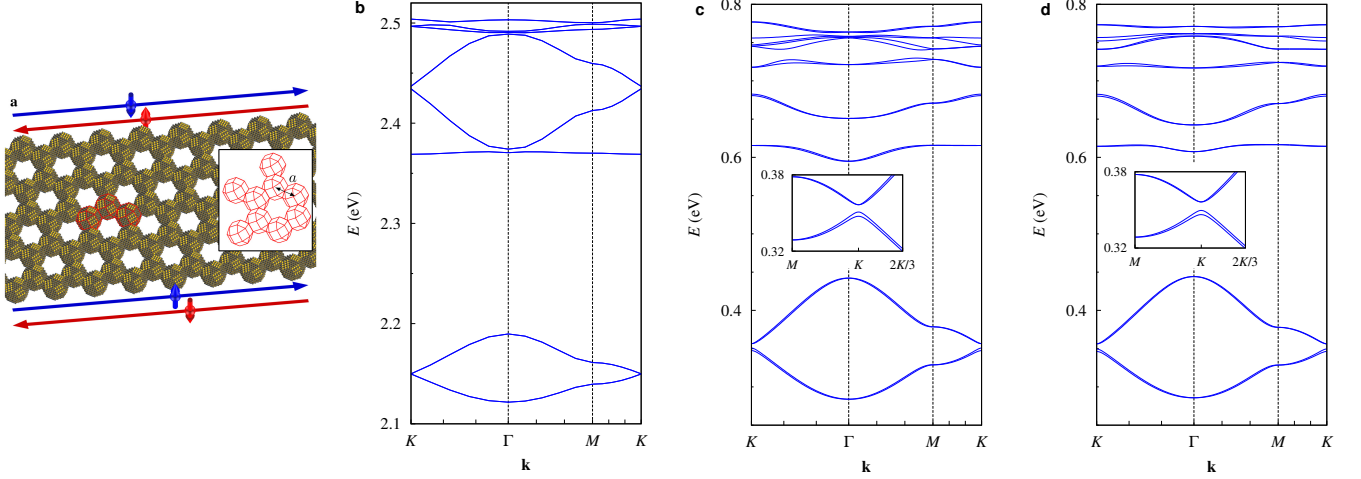 a
a
b
2.5
2.4
2.3
2.2
2.1
E (eV)
K Γ M K
k
c
0.8
0.6
0.4
E (eV)
0.38
0.32
M K 2K/3
K Γ M K
k
d
0.8
0.6
0.4
E (eV)
0.38
0.32
M K 2K/3
K Γ M K
k